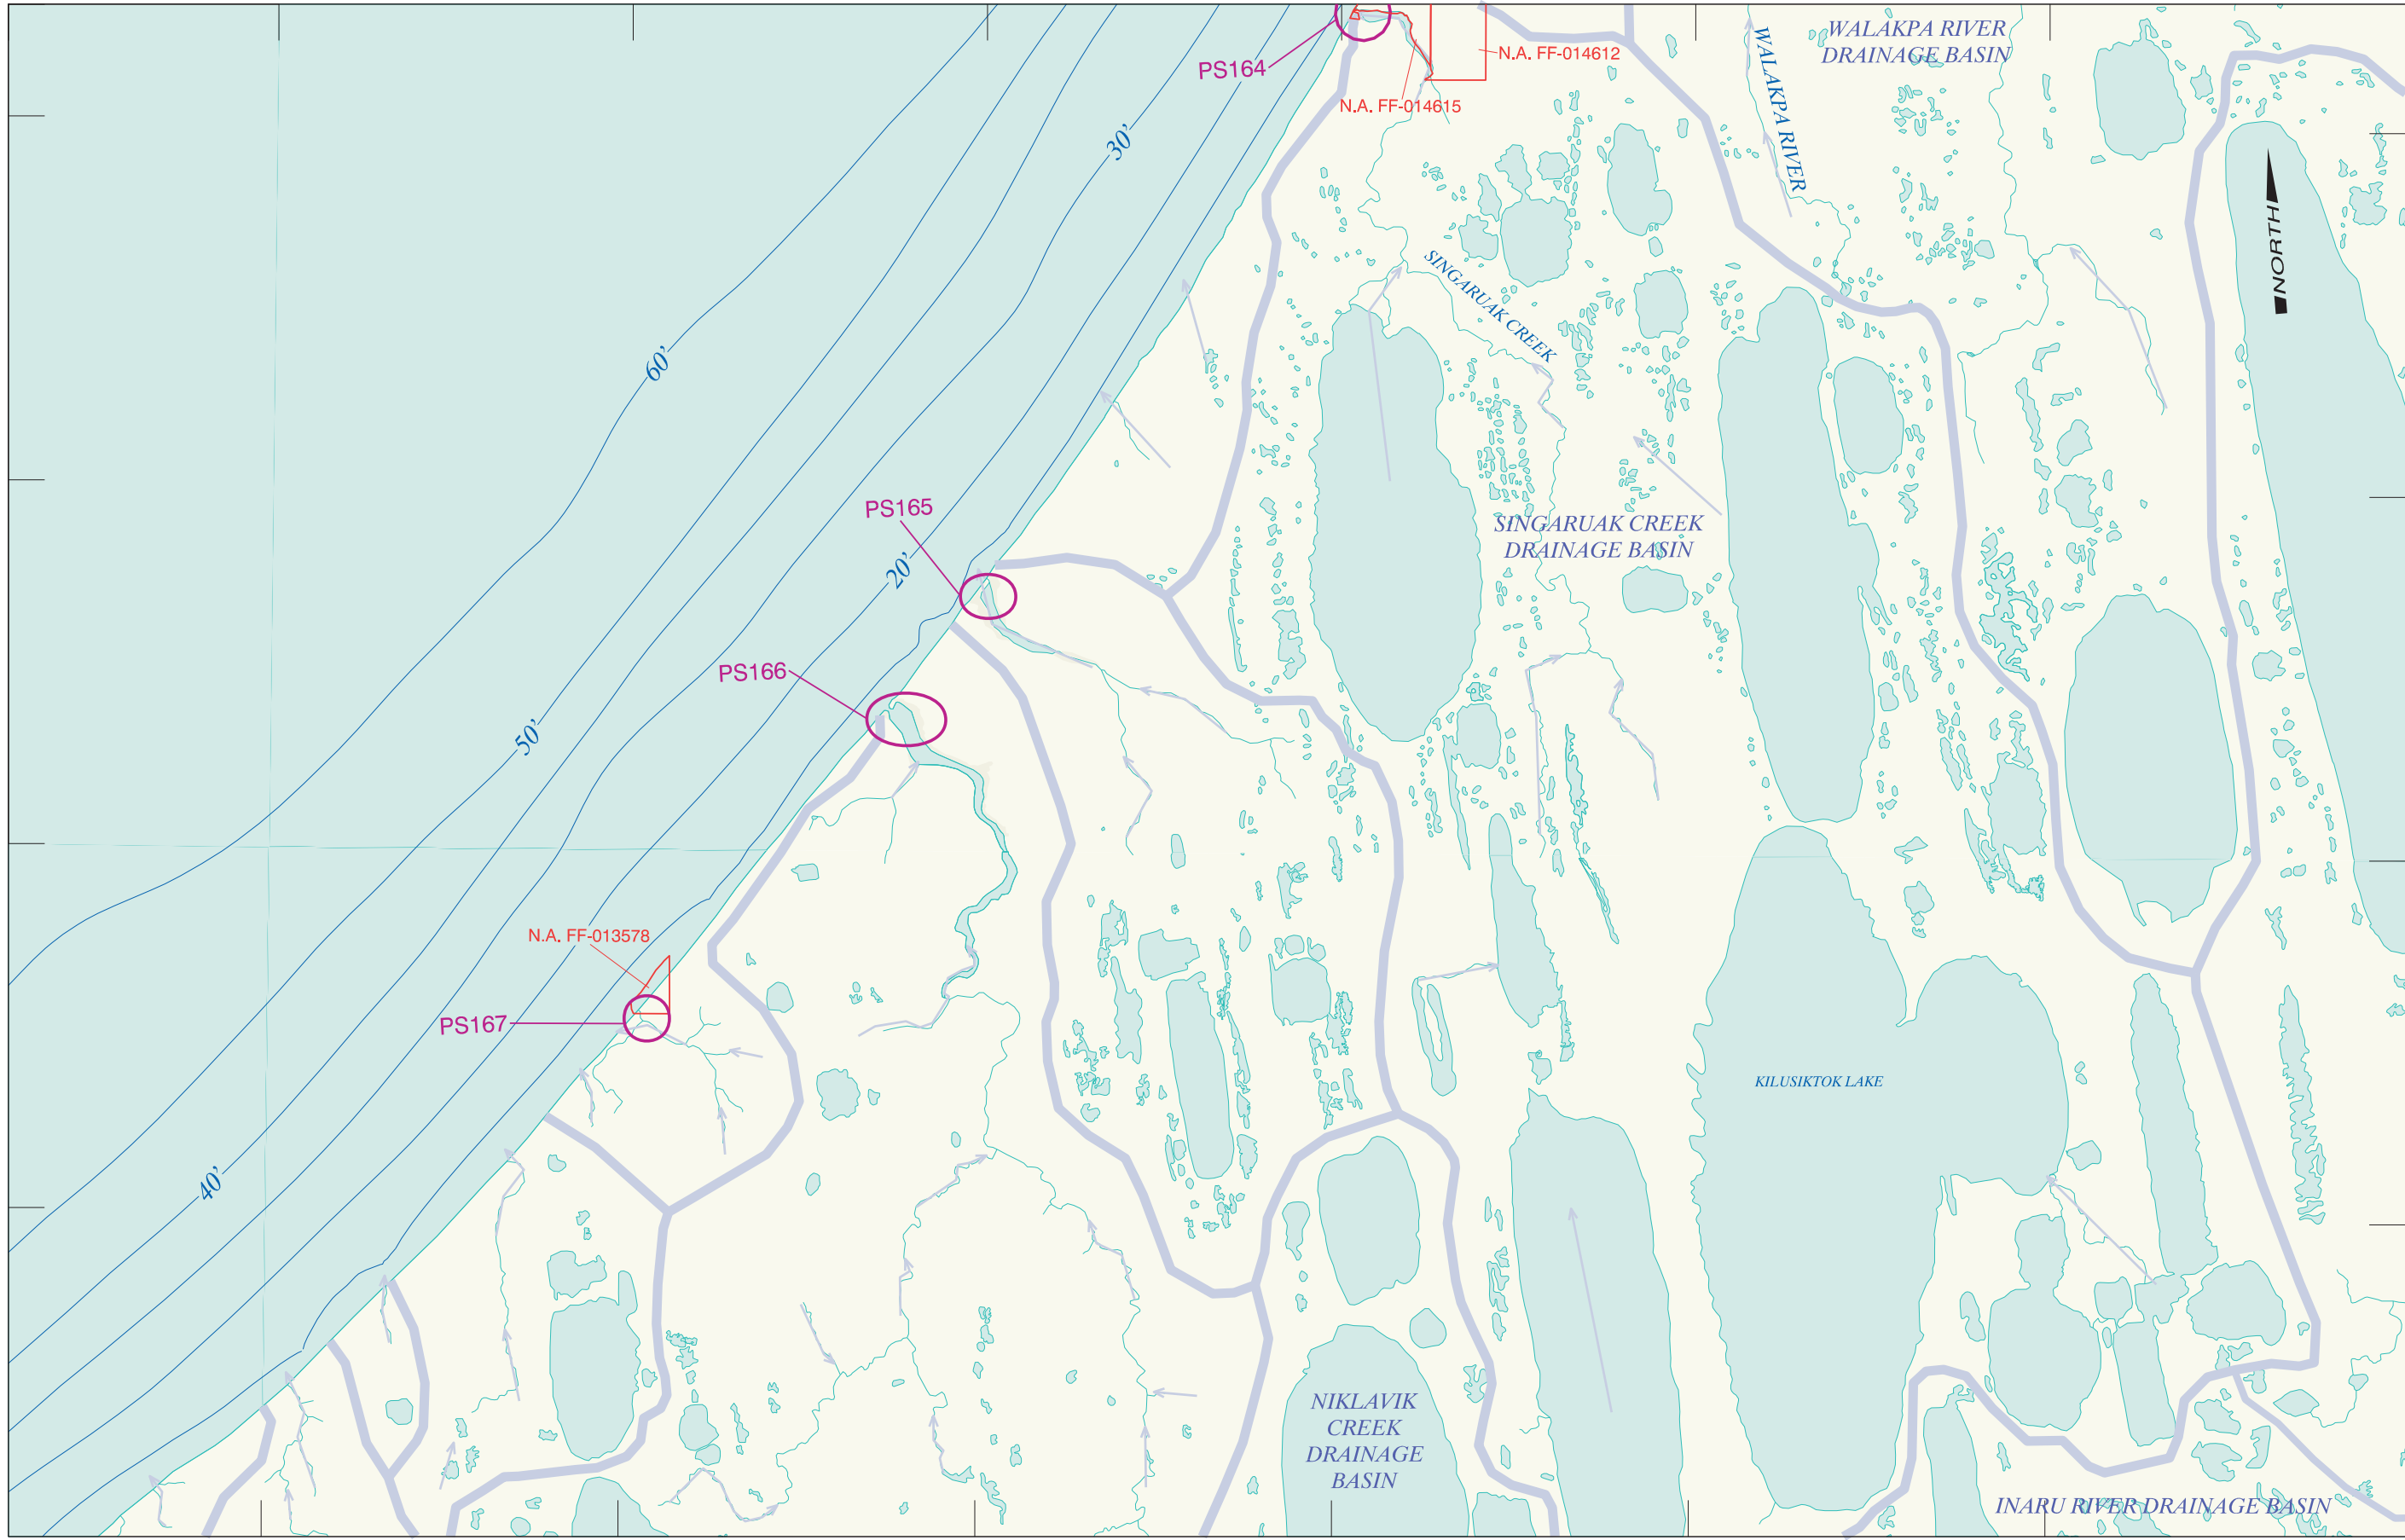 WALAKPA RIVER
DRAINAGE BASIN
WALAKPA RIVER
PS164
N.A. FF-014612
N.A. FF-014615
30'
NORTH
SINGARUAK CREEK
60'
PS165
SINGARUAK CREEK
DRAINAGE BASIN
20'
PS166
50'
N.A. FF-013578
PS167
KILUSIKTOK LAKE
40'
NIKLAVIK
CREEK
DRAINAGE
BASIN
INARU RIVER DRAINAGE BASIN